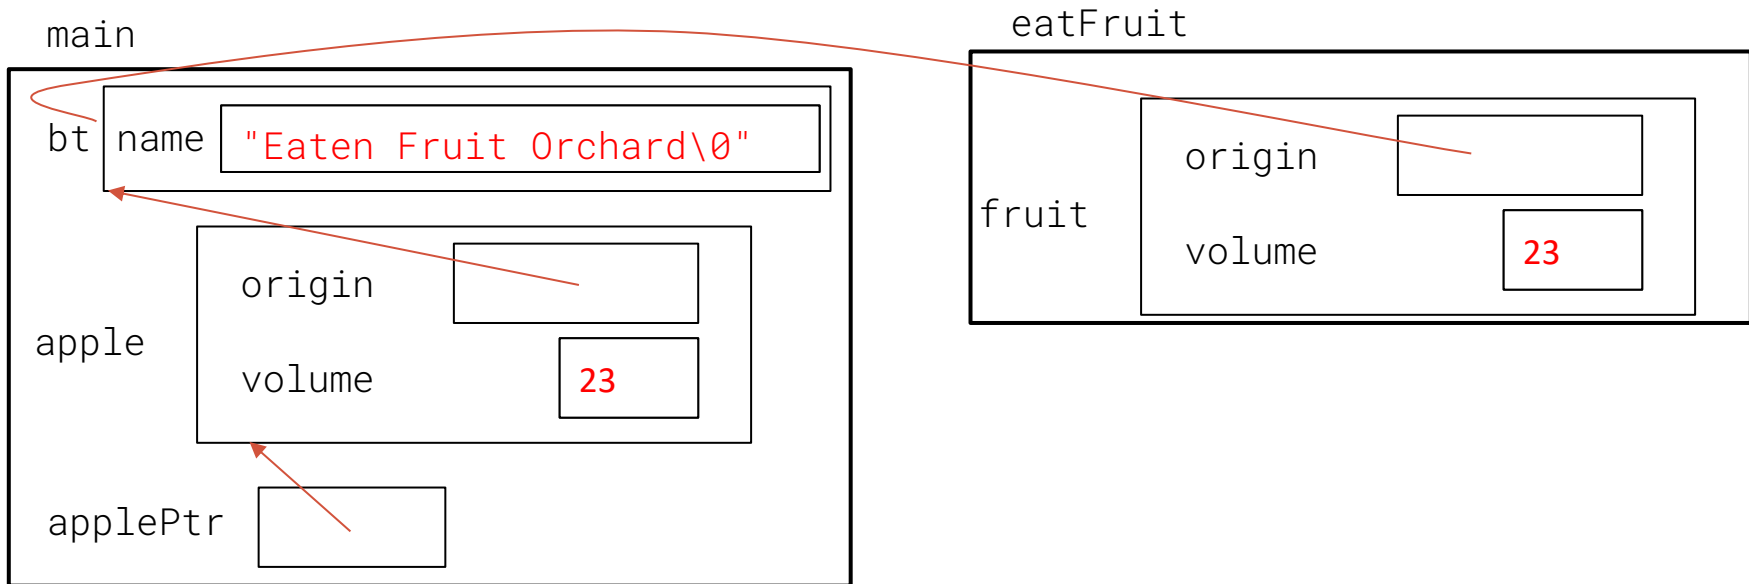 main
bt name "Eaten Fruit Orchard\0"
origin
apple
volume 23
applePtr
eatFruit
origin
fruit
volume 23